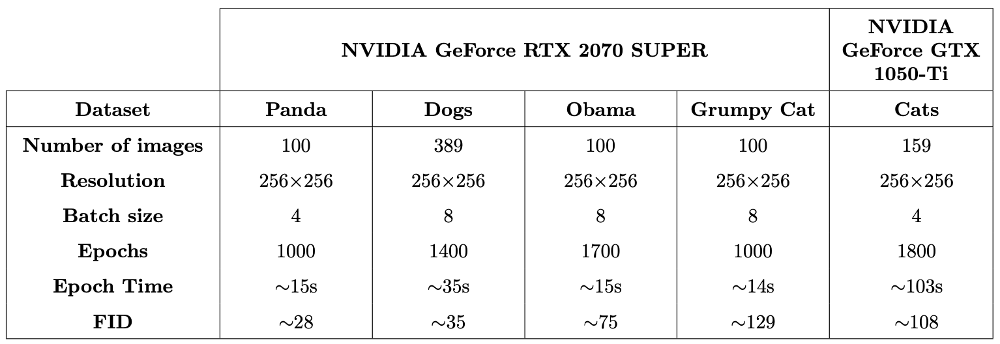 NVIDIA GeForce RTX 2070 SUPER
NVIDIA
GeForce GTX
1050-Ti
Dataset Panda Dogs Obama Grumpy Cat Cats
Number of images 100 389 100 100 159
Resolution 256×256 256×256 256×256 256×256 256×256
Batch size 4 8 8 8 4
Epochs 1000 1400 1700 1000 1800
Epoch Time ~15s ~35s ~15s ~14s ~103s
FID ~28 ~35 ~75 ~129 ~108